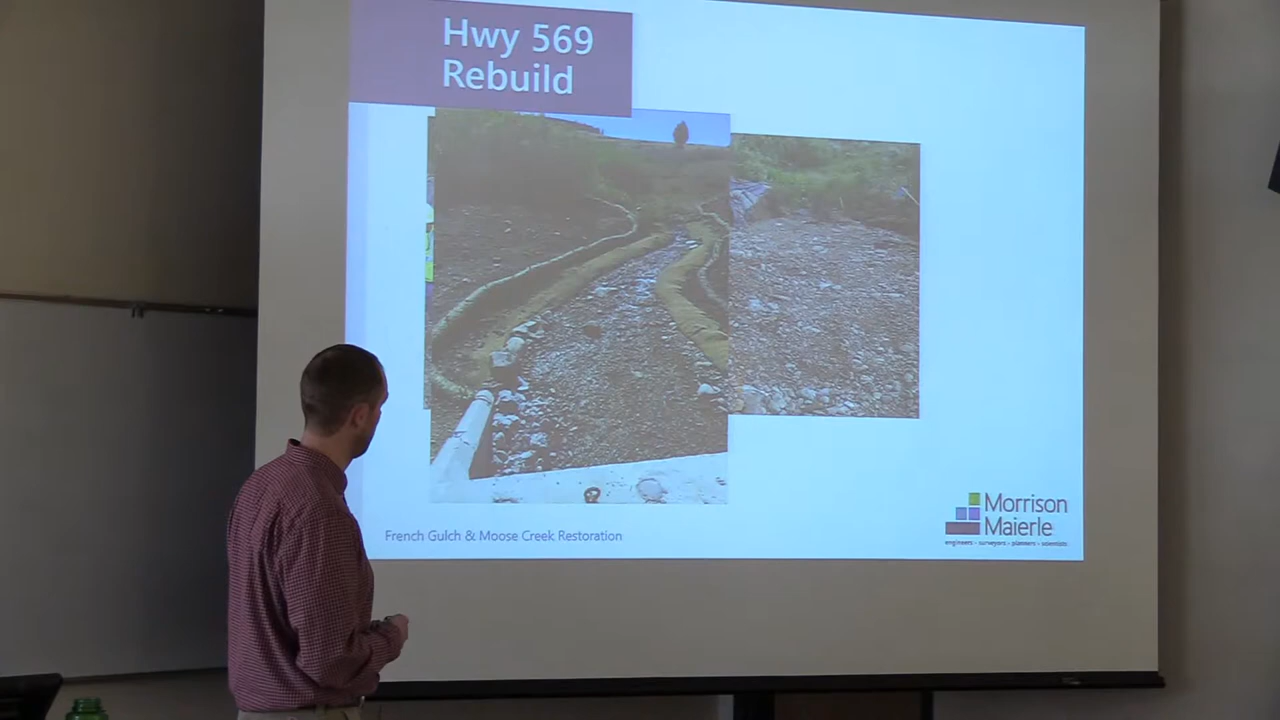 Hwy 569
Rebuild
French Gulch & Moose Creek Restoration
Morrison
Maierle
engineers • surveyors • planners • scientists